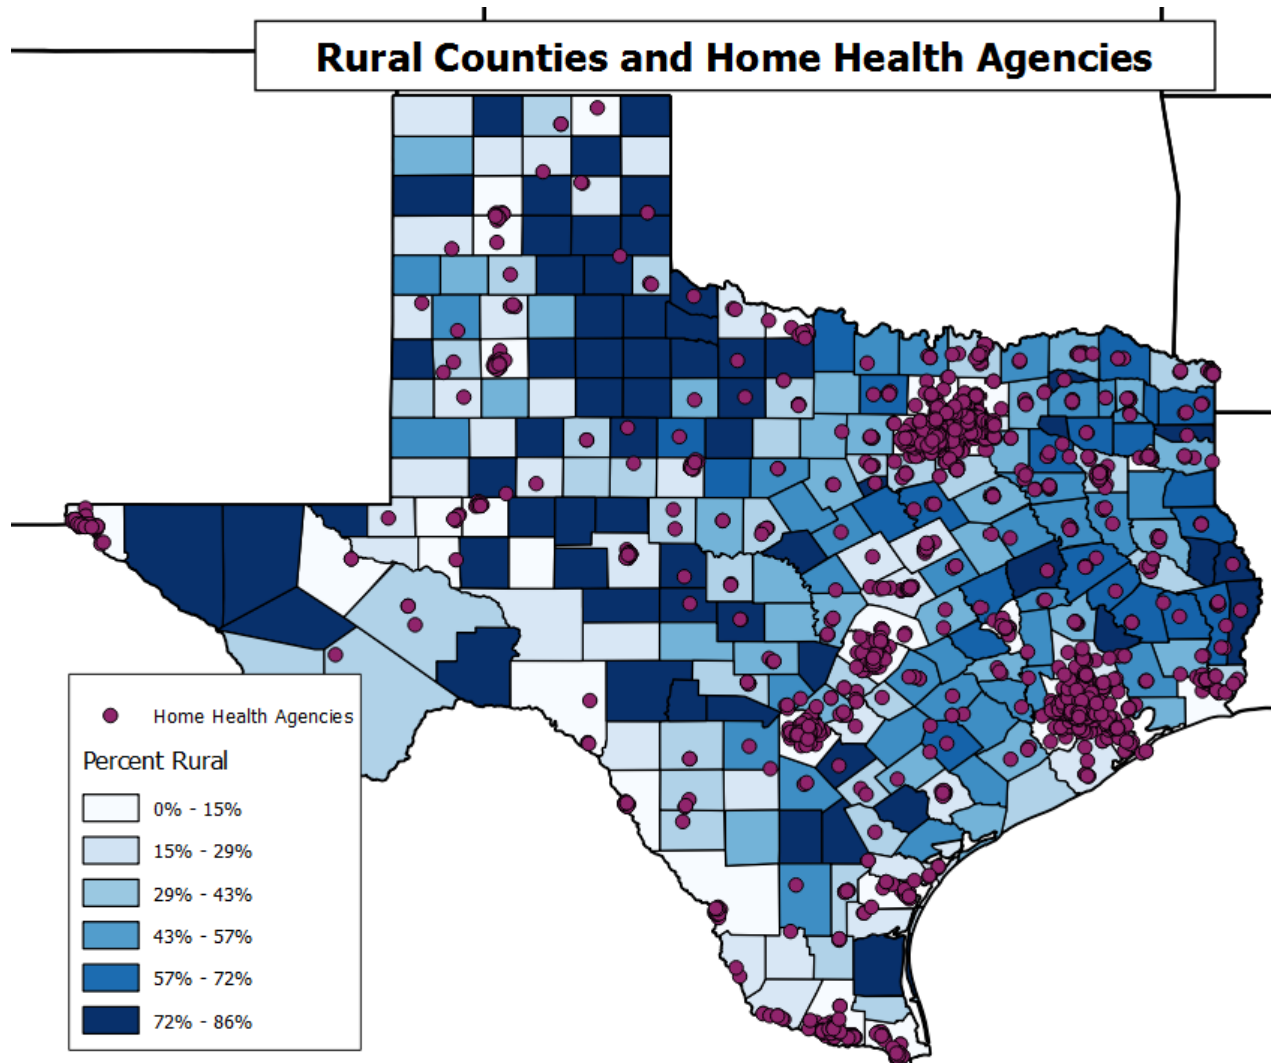 Rural Counties and Home Health Agencies
Home Health Agencies
Percent Rural
0% - 15%
15% - 29%
29% - 43%
43% - 57%
57% - 72%
72% - 86%